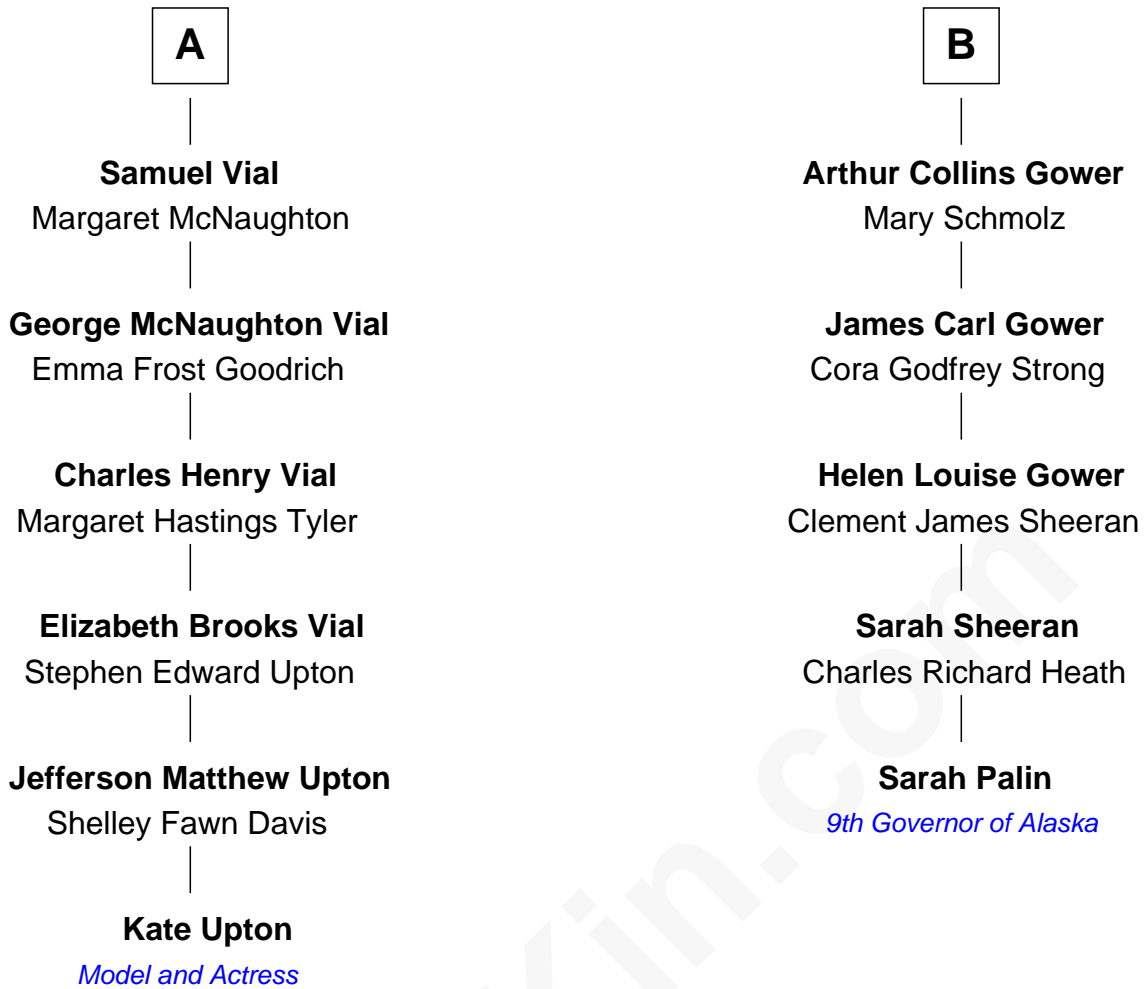 A
Samuel Vial
Margaret McNaughton
George McNaughton Vial
Emma Frost Goodrich
Charles Henry Vial
Margaret Hastings Tyler
Elizabeth Brooks Vial
Stephen Edward Upton
Jefferson Matthew Upton
Shelley Fawn Davis
Kate Upton
Model and Actress
B
Arthur Collins Gower
Mary Schmolz
James Carl Gower
Cora Godfrey Strong
Helen Louise Gower
Clement James Sheeran
Sarah Sheeran
Charles Richard Heath
Sarah Palin
9th Governor of Alaska
Kin.com